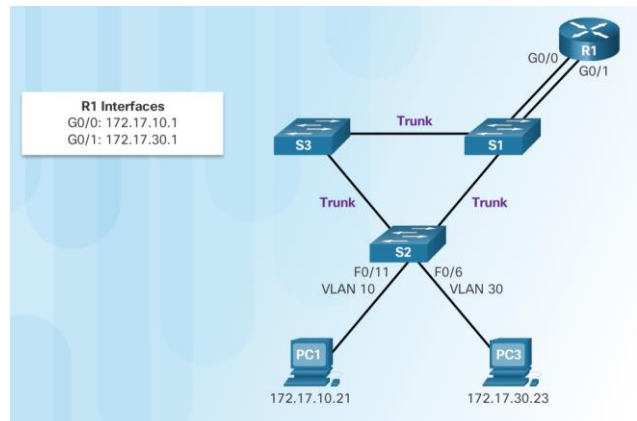 R1
G0/0
G0/1
R1 Interfaces
G0/0: 172.17.10.1
G0/1: 172.17.30.1
Trunk
S3
S1
Trunk
Trunk
S2
F0/11
F0/6
VLAN 10
VLAN 30
PC1
PC3
172.17.10.21
172.17.30.23